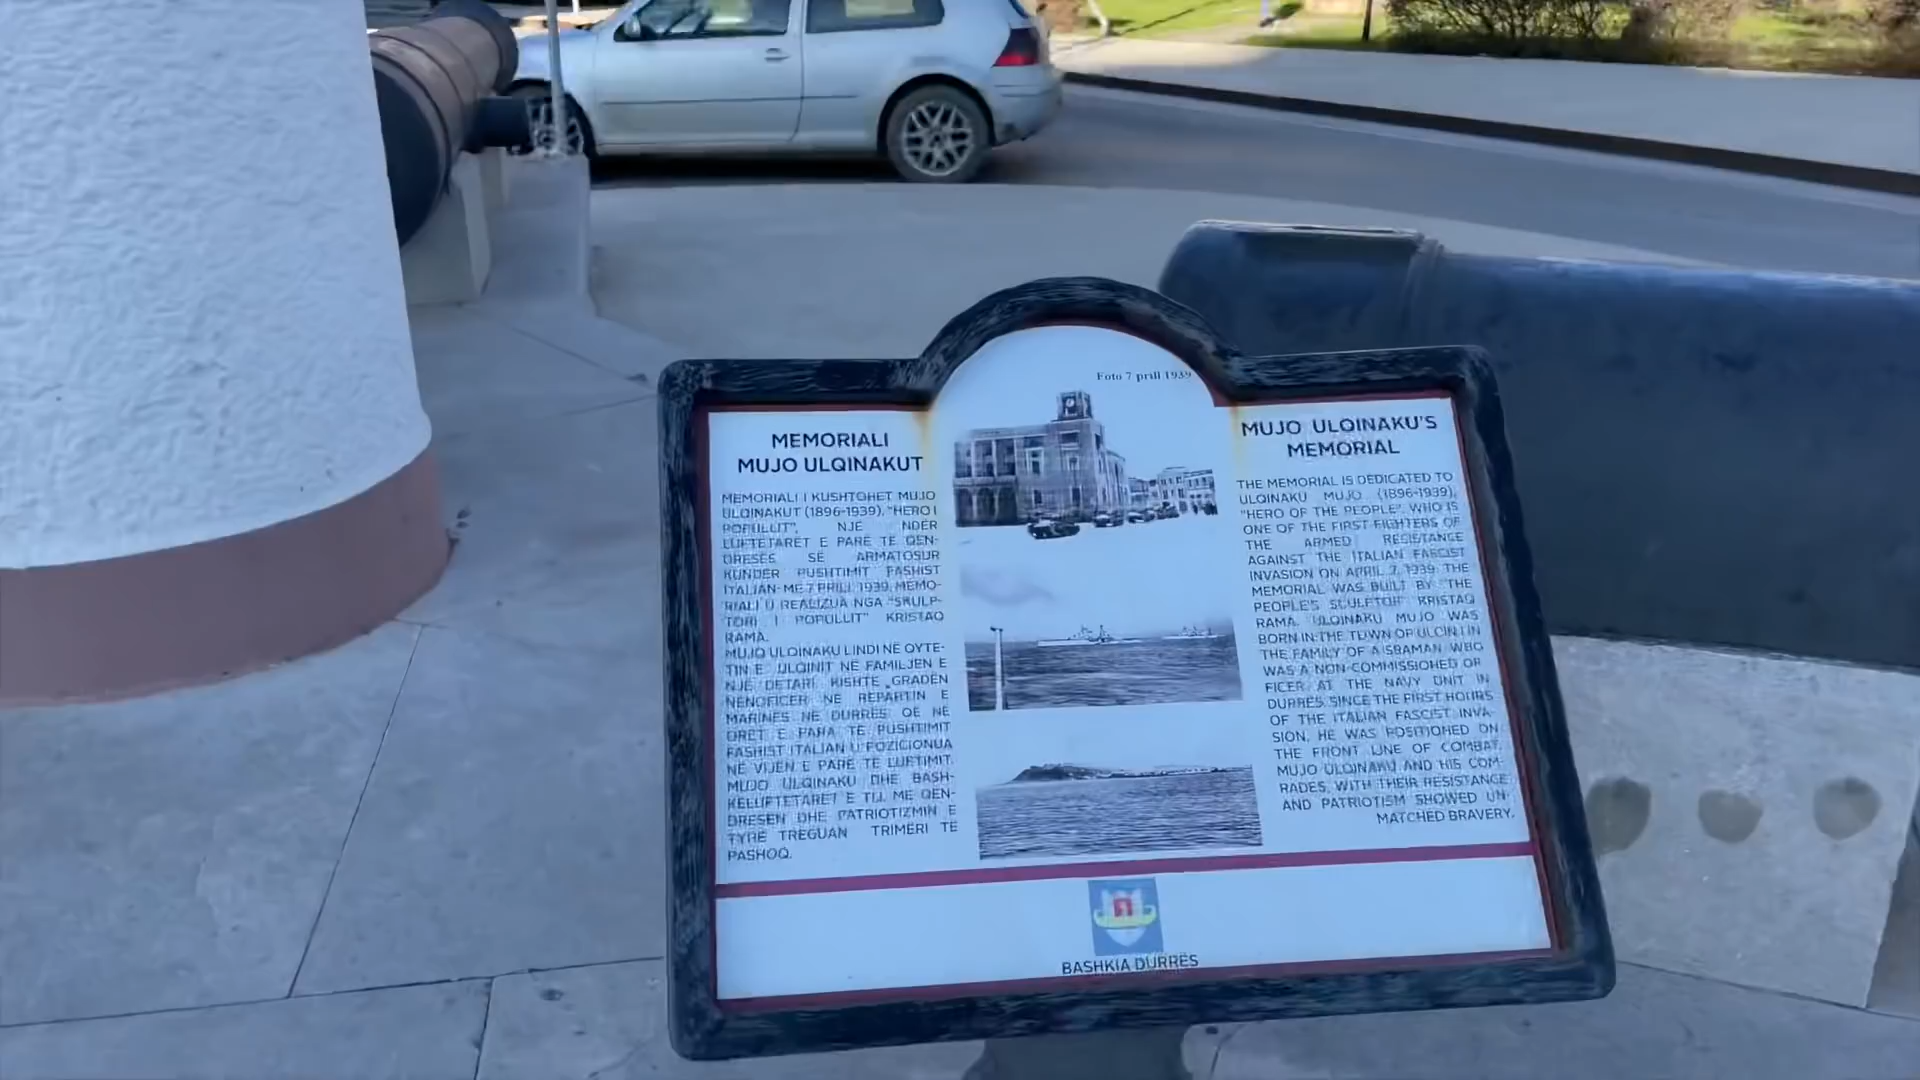 Foto 7 prill 1939
MEMORIALI
MUJO ULQINAKUT
MEMORIALI I KUSHTOHET MUJO
ULQINAKUT (1896-1939), "HERO I
POPULLIT", NJË NDËR
LUFTËTARËT E PARË TË QËN-
DRESËS SË ARMATOSUR
KUNDËR PUSHTIMIT FASHIST
ITALIAN ME 7 PRILL 1939. MEMO-
RIALI U REALIZUA NGA "SKULP-
TORI I POPULLIT" KRISTAQ
RAMA.
MUJO ULQINAKU LINDI NË QYTE-
TIN E ULQINIT NË FAMILJEN E
NJË DETARI. KISHTE GRADËN
NËNOFICER NË REPARTIN E
MARINËS NË DURRËS. QË NË
ORËT E PARA TË PUSHTIMIT
FASHIST ITALIAN U POZICIONUA
NË VIJËN E PARË TË LUFTIMIT.
MUJO ULQINAKU DHE BASH-
KËLUFTËTARËT E TIJ, ME QËN-
DRESËN DHE PATRIOTIZMIN E
TYRE TREGUAN TRIMËRI TË
PASHOQ.
MUJO ULQINAKU'S
MEMORIAL
THE MEMORIAL IS DEDICATED TO
ULQINAKU MUJO (1896-1939),
"HERO OF THE PEOPLE", WHO IS
ONE OF THE FIRST FIGHTERS OF
THE ARMED RESISTANCE
AGAINST THE ITALIAN FASCIST
INVASION ON APRIL 7, 1939. THE
MEMORIAL WAS BUILT BY "THE
PEOPLE'S SCULPTOR" KRISTAQ
RAMA. ULQINAKU MUJO WAS
BORN IN THE TOWN OF ULCINJ IN
THE FAMILY OF A SEAMAN WHO
WAS A NON-COMMISSIONED OF
FICER AT THE NAVY UNIT IN
DURRËS. SINCE THE FIRST HOURS
OF THE ITALIAN FASCIST INVA-
SION, HE WAS POSITIONED ON
THE FRONT LINE OF COMBAT.
MUJO ULQINAKU AND HIS COM-
RADES, WITH THEIR RESISTANCE
AND PATRIOTISM SHOWED UN-
MATCHED BRAVERY.
BASHKIA DURRËS